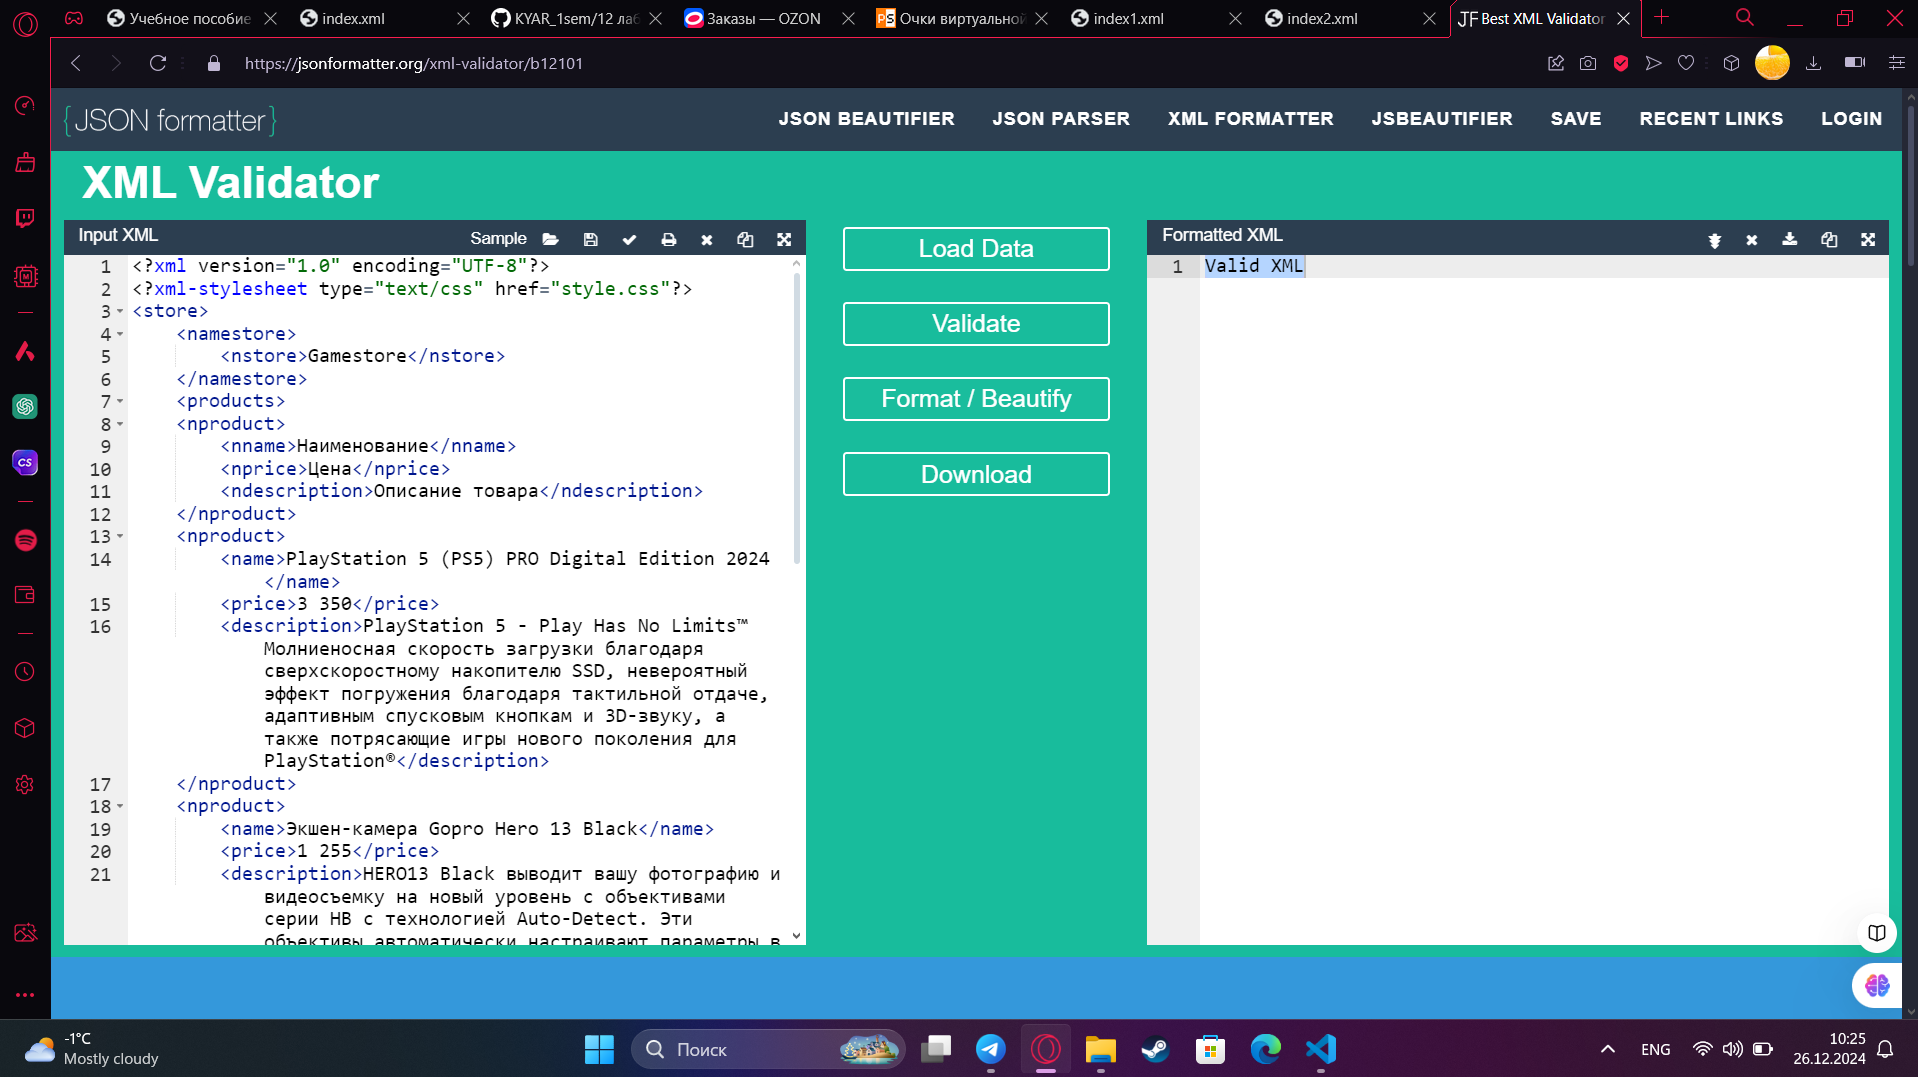 Учебное пособие
index.xml
KYAR_1sem/12 лаб
Заказы — OZON
Очки виртуальной
index1.xml
index2.xml
JF Best XML Validator
https://jsonformatter.org/xml-validator/b12101
{JSON formatter}
JSON BEAUTIFIER
JSON PARSER
XML FORMATTER
JSBEAUTIFIER
SAVE
RECENT LINKS
LOGIN
XML Validator
Input XML
Sample
1 <?xml version="1.0" encoding="UTF-8"?>
2 <?xml-stylesheet type="text/css" href="style.css"?>
3 <store>
4 <namestore>
5 <nstore>Gamestore</nstore>
6 </namestore>
7 <products>
8 <nproduct>
9 <nname>Наименование</nname>
10 <nprice>Цена</nprice>
11 <ndescription>Описание товара</ndescription>
12 </nproduct>
13 <nproduct>
14 <name>PlayStation 5 (PS5) PRO Digital Edition 2024
</name>
15 <price>3 350</price>
16 <description>PlayStation 5 - Play Has No Limits™
Молниеносная скорость загрузки благодаря
сверхскоростному накопителю SSD, невероятный
эффект погружения благодаря тактильной отдаче,
адаптивным спусковым кнопкам и 3D-звуку, а
также потрясающие игры нового поколения для
PlayStation®</description>
17 </nproduct>
18 <nproduct>
19 <name>Экшен-камера Gopro Hero 13 Black</name>
20 <price>1 255</price>
21 <description>HERO13 Black выводит вашу фотографию и
видеосъемку на новый уровень с объективами
серии HB с технологией Auto-Detect. Эти
объективы автоматически настраивают параметры в
Load Data
Validate
Format / Beautify
Download
Formatted XML
1 Valid XML
CS
-1°C
Mostly cloudy
Поиск
ENG
10:25
26.12.2024